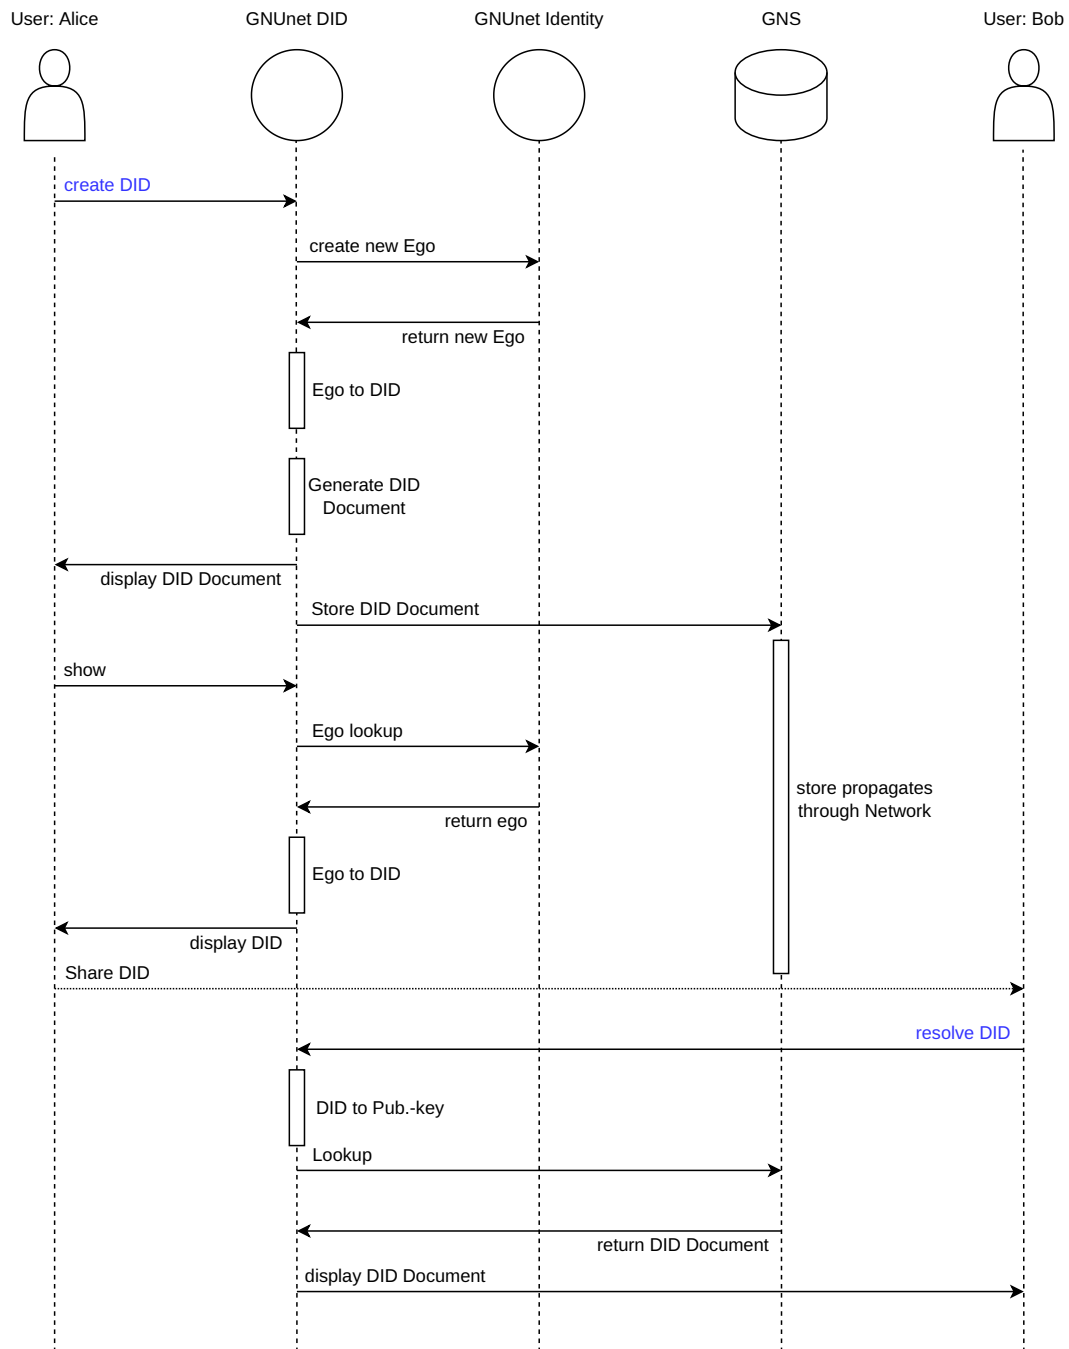 User: Alice
GNUnet DID
GNUnet Identity
GNS
User: Bob
create DID
create new Ego
return new Ego
Ego to DID
Generate DID
Document
display DID Document
Store DID Document
show
Ego lookup
store propagates
through Network
return ego
Ego to DID
display DID
Share DID
resolve DID
DID to Pub.-key
Lookup
return DID Document
display DID Document